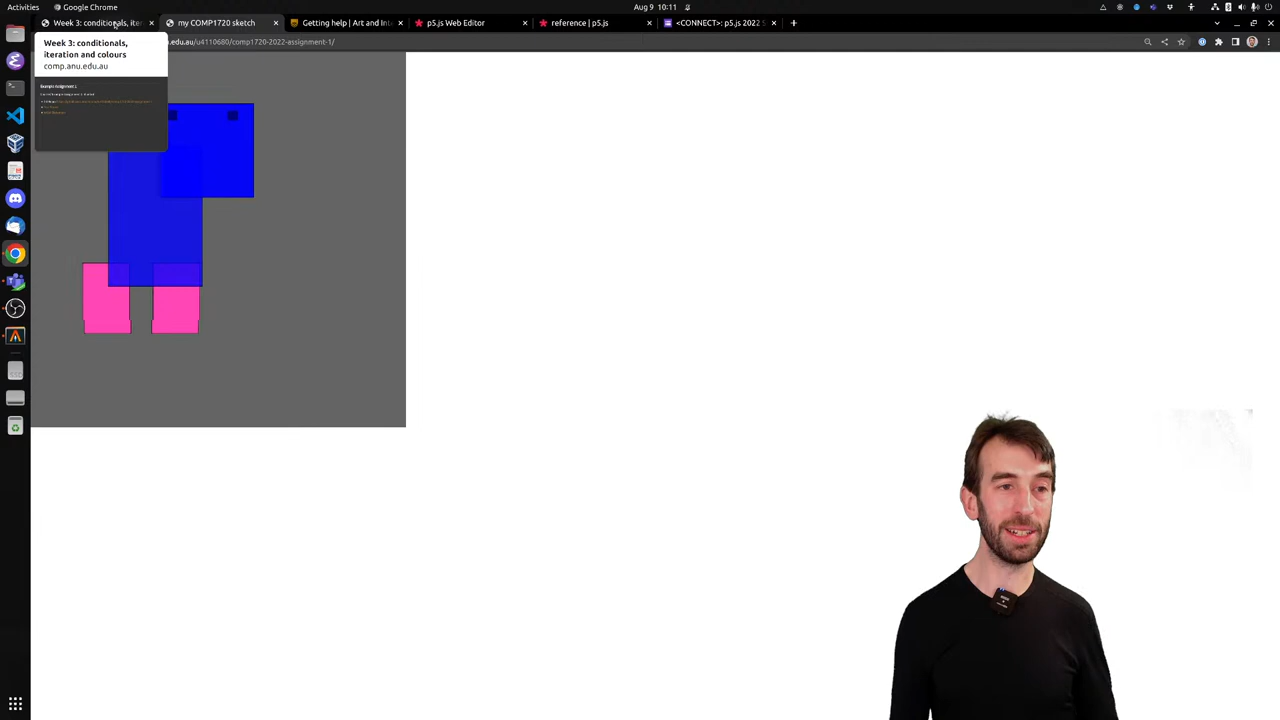 Activities
Google Chrome
Aug 9 10:11
Week 3: conditionals, iter
my COMP1720 sketch
Getting help | Art and Inte
p5.js Web Editor
reference | p5.js
<CONNECT>: p5.js 2022 S
.edu.au/u4110680/comp1720-2022-assignment-1/
Week 3: conditionals,
iteration and colours
comp.anu.edu.au